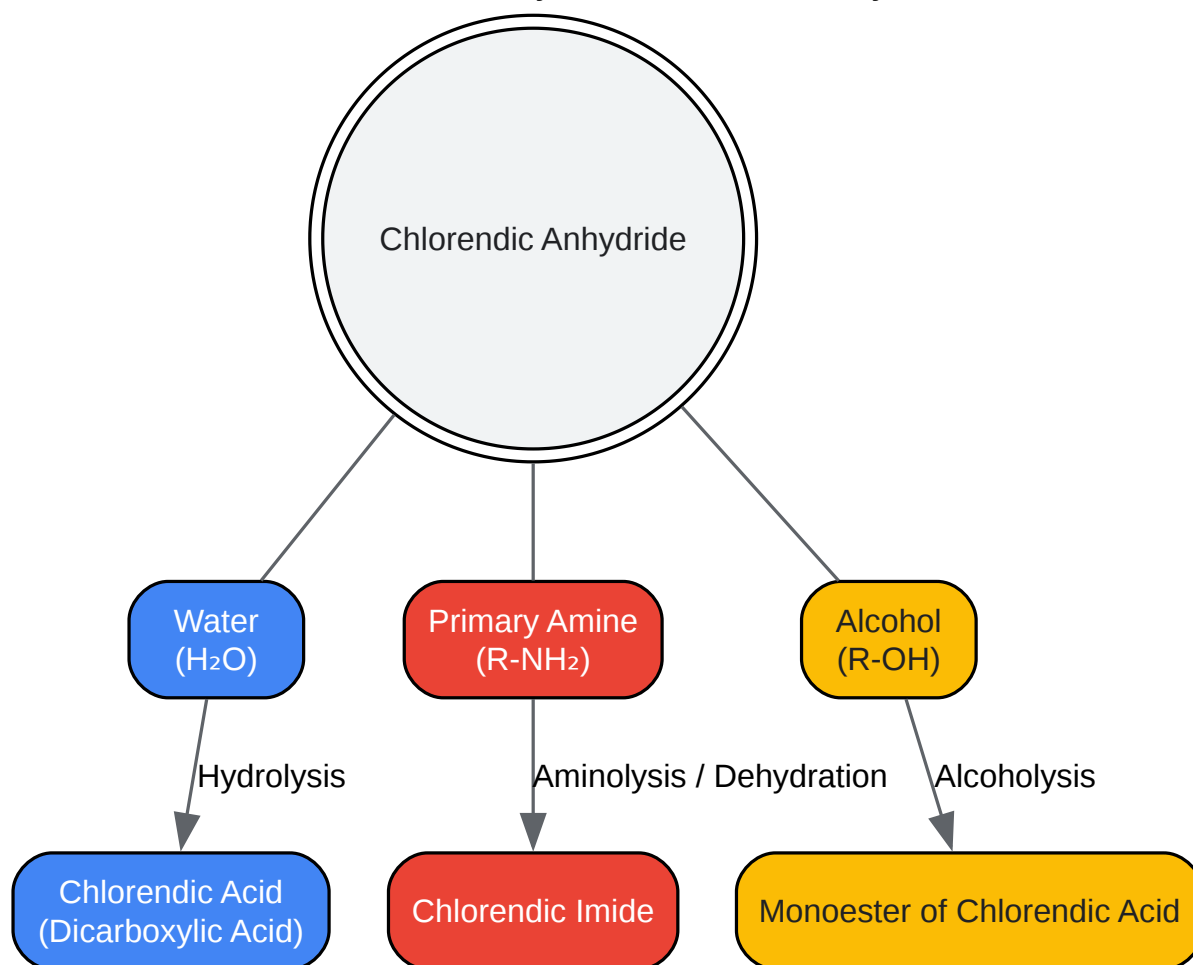 Chlorendic Anhydride
Water
(H₂O)
Primary Amine
(R-NH₂)
Alcohol
(R-OH)
Hydrolysis
Aminolysis / Dehydration
Alcoholysis
Chlorendic Acid
(Dicarboxylic Acid)
Chlorendic Imide
Monoester of Chlorendic Acid